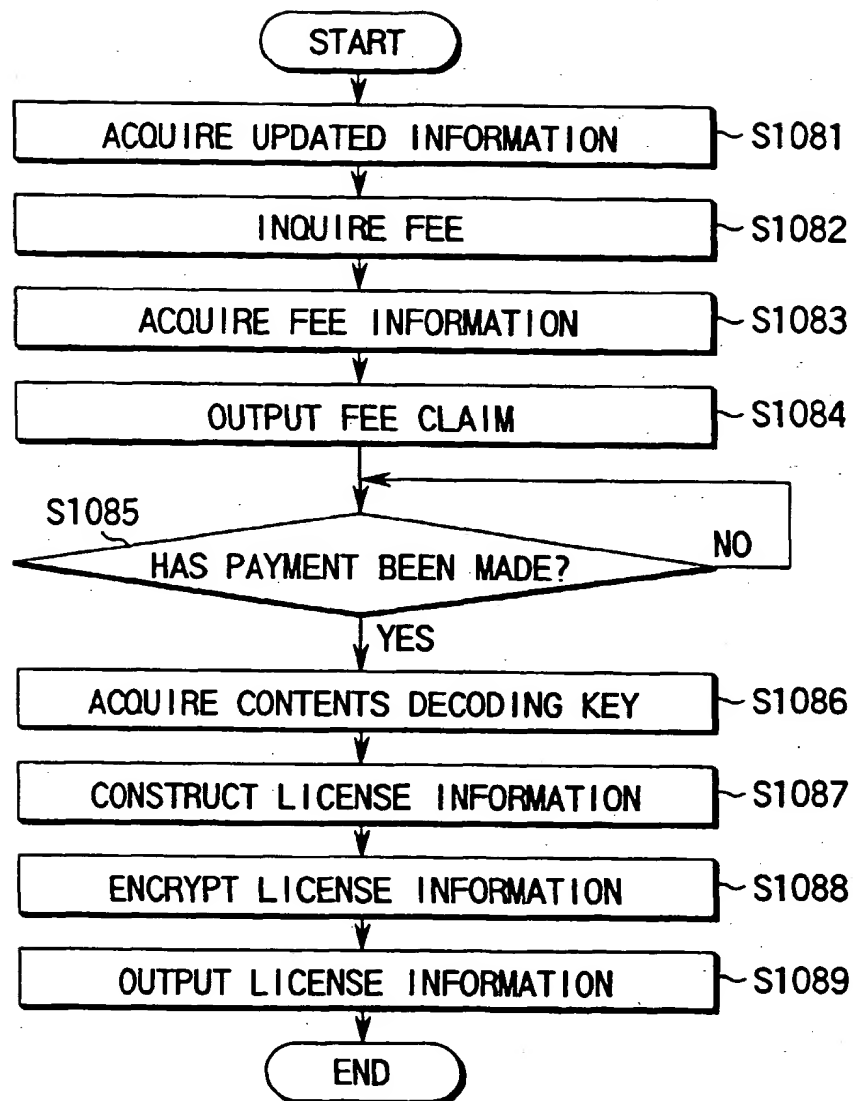 START
ACQUIRE UPDATED INFORMATION S1081
INQUIRE FEE S1082
ACQUIRE FEE INFORMATION S1083
OUTPUT FEE CLAIM S1084
S1085
HAS PAYMENT BEEN MADE? NO
YES
ACQUIRE CONTENTS DECODING KEY S1086
CONSTRUCT LICENSE INFORMATION S1087
ENCRYPT LICENSE INFORMATION S1088
OUTPUT LICENSE INFORMATION S1089
END